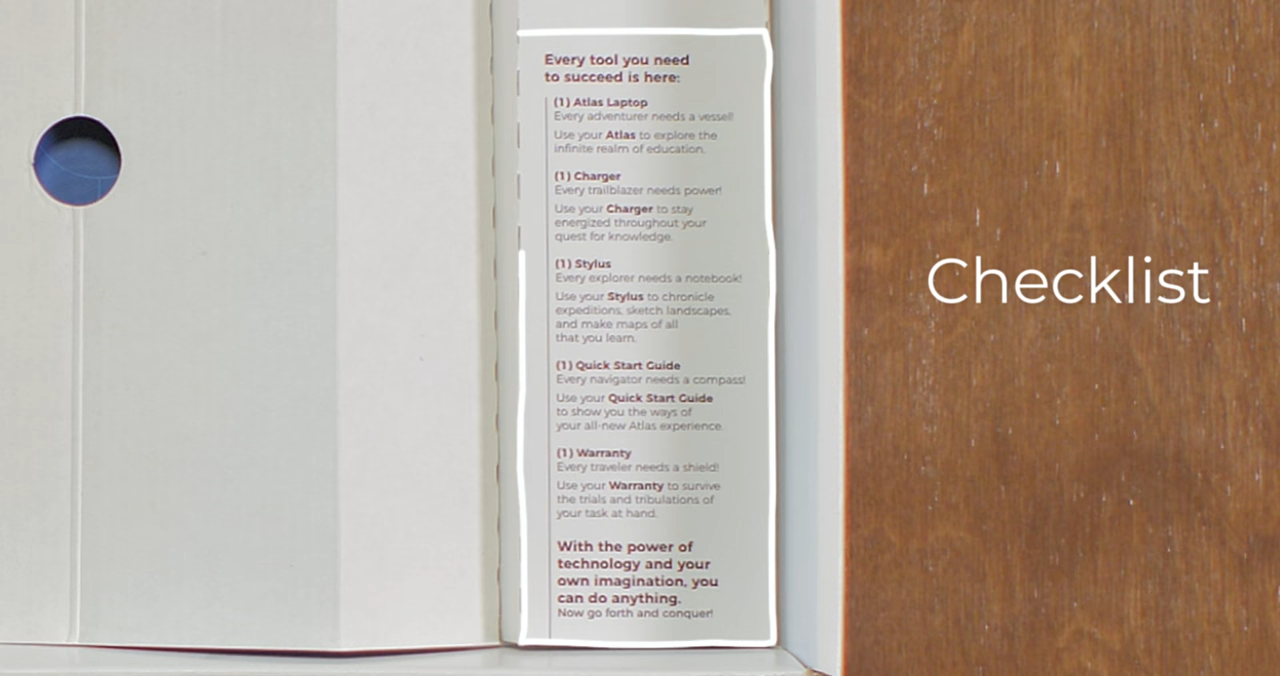 Every tool you need
to succeed is here:
(1) Atlas Laptop
Every adventurer needs a vessel!
Use your Atlas to explore the
infinite realm of education.
(1) Charger
Every trailblazer needs power!
Use your Charger to stay
energized throughout your
quest for knowledge.
(1) Stylus
Every explorer needs a notebook!
Use your Stylus to chronicle
expeditions, sketch landscapes,
and make maps of all
that you learn.
(1) Quick Start Guide
Every navigator needs a compass!
Use your Quick Start Guide
to show you the ways of
your all-new Atlas experience.
(1) Warranty
Every traveler needs a shield!
Use your Warranty to survive
the trials and tribulations of
your task at hand.
With the power of
technology and your
own imagination, you
can do anything.
Now go forth and conquer!
Checklist